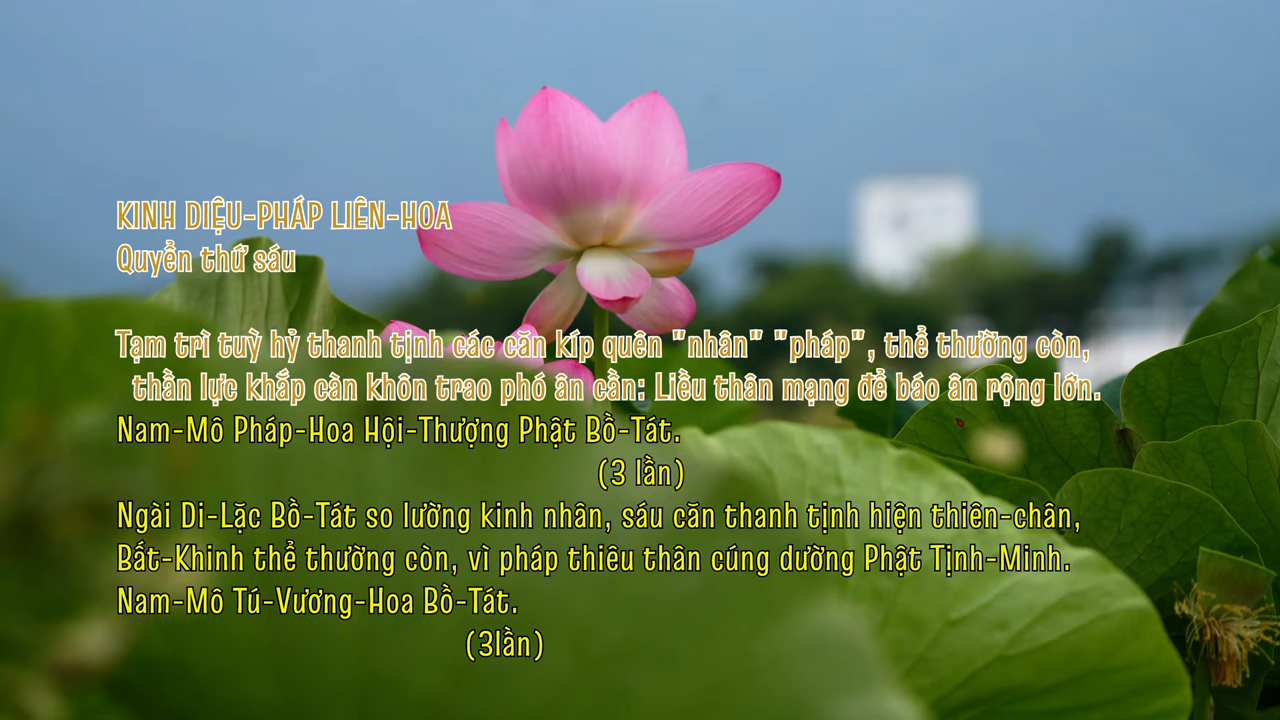 KINH DIỆU-PHÁP LIÊN-HOA
Quyển thứ sáu
Tạm trì tuỳ hỷ thanh tịnh các căn kíp quên "nhân" "pháp", thể thường còn,
thần lực khắp càn khôn trao phó ân cần: Liều thân mạng để báo ân rộng lớn.
Nam-Mô Pháp-Hoa Hội-Thượng Phật Bồ-Tát.
(3 lần)
Ngài Di-Lặc Bồ-Tát so lường kinh nhân, sáu căn thanh tịnh hiện thiên-chân,
Bất-Khinh thể thường còn, vì pháp thiêu thân cúng dường Phật Tịnh-Minh.
Nam-Mô Tú-Vương-Hoa Bồ-Tát.
(3lần)